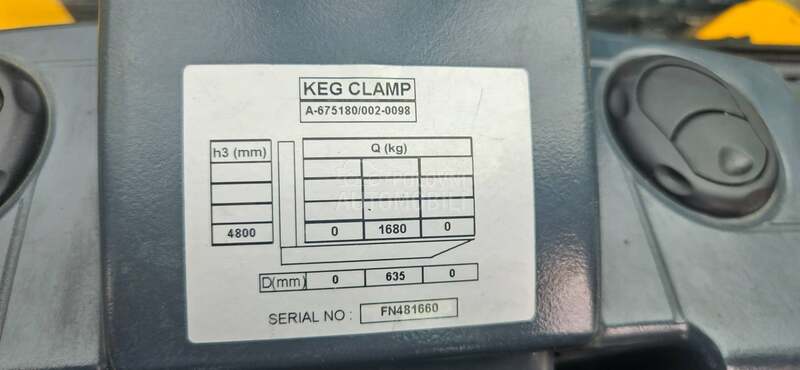 KEG CLAMP
A-675180/002-0098
h3 (mm)
Q (kg)
4800
0 1680 0
D(mm) 0 635 0
SERIAL NO : FN481660